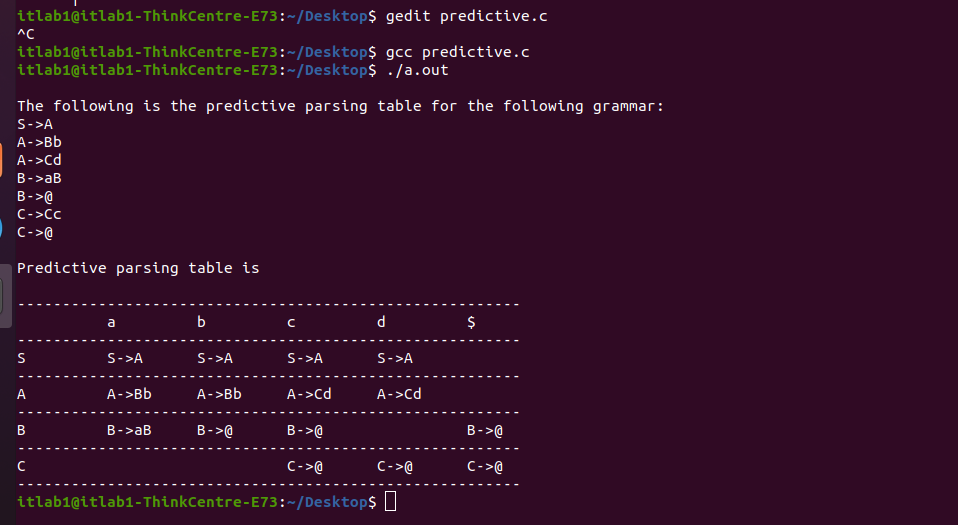 itlab1@itlab1-ThinkCentre-E73:~/Desktop$ gedit predictive.c
^C
itlab1@itlab1-ThinkCentre-E73:~/Desktop$ gcc predictive.c
itlab1@itlab1-ThinkCentre-E73:~/Desktop$ ./a.out
The following is the predictive parsing table for the following grammar:
S->A
A->Bb
A->Cd
B->aB
B->@
C->Cc
C->@
Predictive parsing table is
--------------------------------------------------------
a b c d $
--------------------------------------------------------
S S->A S->A S->A S->A
--------------------------------------------------------
A A->Bb A->Bb A->Cd A->Cd
--------------------------------------------------------
B B->aB B->@ B->@ B->@
--------------------------------------------------------
C C->@ C->@ C->@
--------------------------------------------------------
itlab1@itlab1-ThinkCentre-E73:~/Desktop$